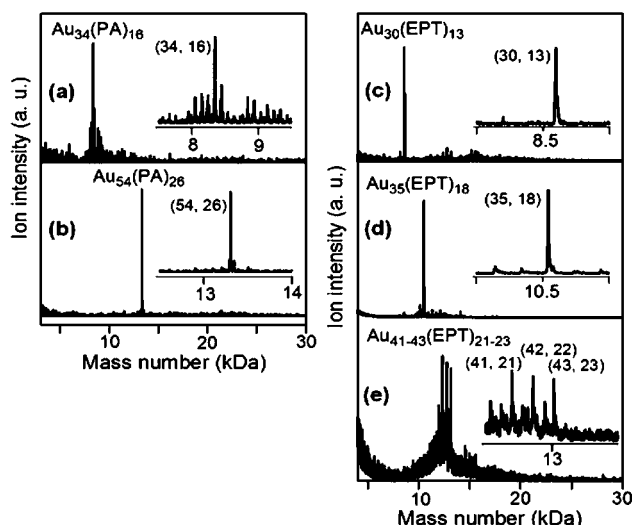 Au34(PA)16
(34, 16)
(a)
8
9
Au54(PA)26
(54, 26)
(b)
13
14
Ion intensity (a. u.)
10
20
30
Mass number (kDa)
Au30(EPT)13
(30, 13)
(c)
8.5
Au35(EPT)18
(35, 18)
(d)
10.5
Au41-43(EPT)21-23
(42, 22)
(41, 21)
(43, 23)
(e)
13
Ion intensity (a. u.)
10
20
30
Mass number (kDa)